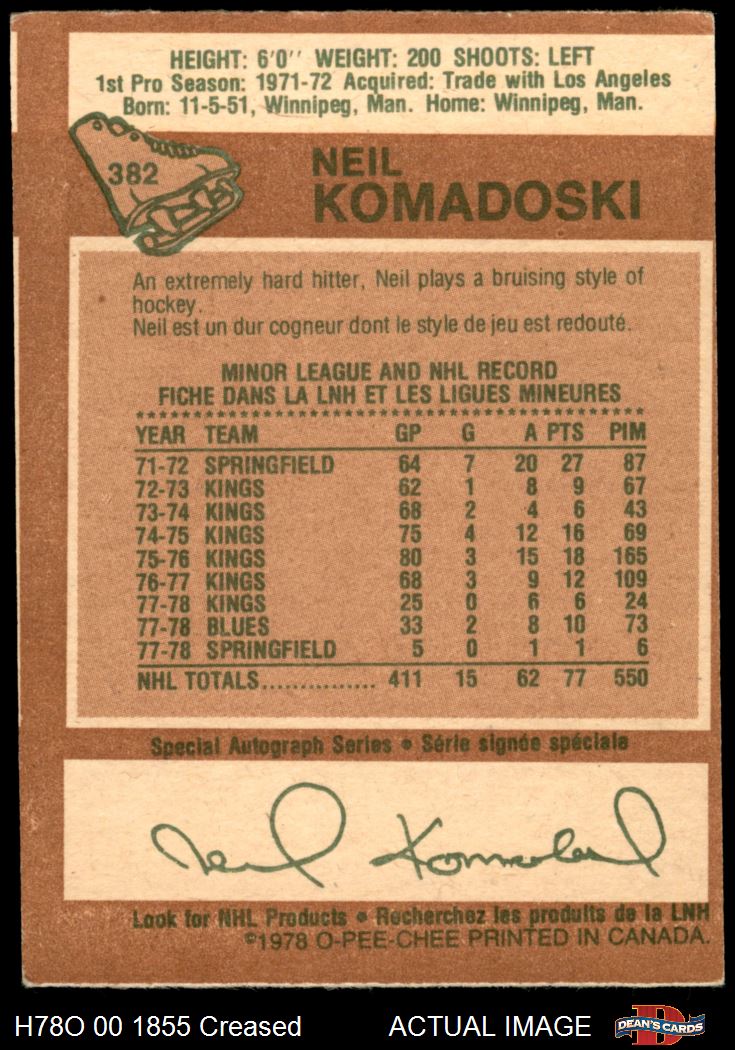 HEIGHT: 6'0'' WEIGHT: 200 SHOOTS: LEFT
1st Pro Season: 1971-72 Acquired: Trade with Los Angeles
Born: 11-5-51, Winnipeg, Man. Home: Winnipeg, Man.
382
NEIL
KOMADOSKI
An extremely hard hitter, Neil plays a bruising style of
hockey.
Neil est un dur cogneur dont le style de jeu est redouté.
MINOR LEAGUE AND NHL RECORD
FICHE DANS LA LNH ET LES LIGUES MINEURES
YEAR TEAM GP G A PTS PIM
71-72 SPRINGFIELD 64 7 20 27 87
72-73 KINGS 62 1 8 9 67
73-74 KINGS 68 2 4 6 43
74-75 KINGS 75 4 12 16 69
75-76 KINGS 80 3 15 18 165
76-77 KINGS 68 3 9 12 109
77-78 KINGS 25 0 6 6 24
77-78 BLUES 33 2 8 10 73
77-78 SPRINGFIELD 5 0 1 1 6
NHL TOTALS................ 411 15 62 77 550
Special Autograph Series • Série signée spéciale
Neil Komadoski
Look for NHL Products • Recherchez les produits de la LNH
©1978 O-PEE-CHEE PRINTED IN CANADA.
H78O 00 1855 Creased ACTUAL IMAGE DEAN'S CARDS